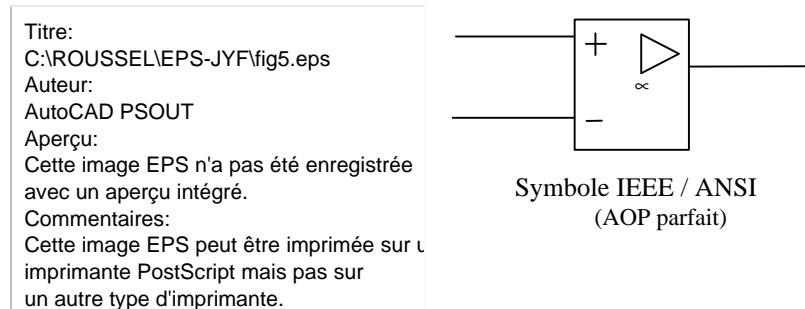 Titre:
C:\ROUSSEL\EPS-JYF\fig5.eps
Auteur:
AutoCAD PSOUT
Aperçu:
Cette image EPS n'a pas été enregistrée
avec un aperçu intégré.
Commentaires:
Cette image EPS peut être imprimée sur
imprimante PostScript mais pas sur
un autre type d'imprimante.
+
∝
−
Symbole IEEE / ANSI
(AOP parfait)